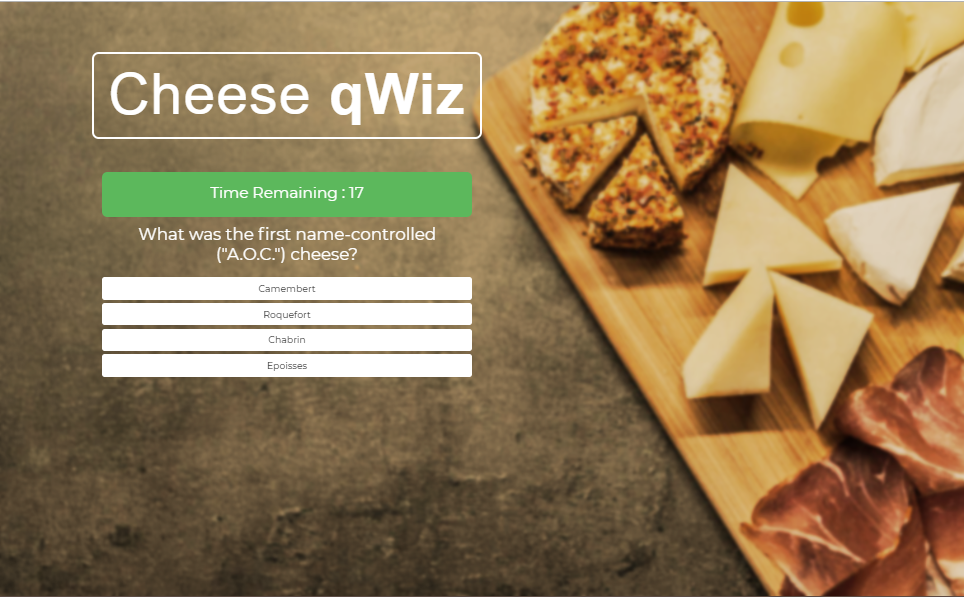 Cheese qWiz
Time Remaining : 17
What was the first name-controlled
("A.O.C.") cheese?
Camembert
Roquefort
Chabrin
Epoisses